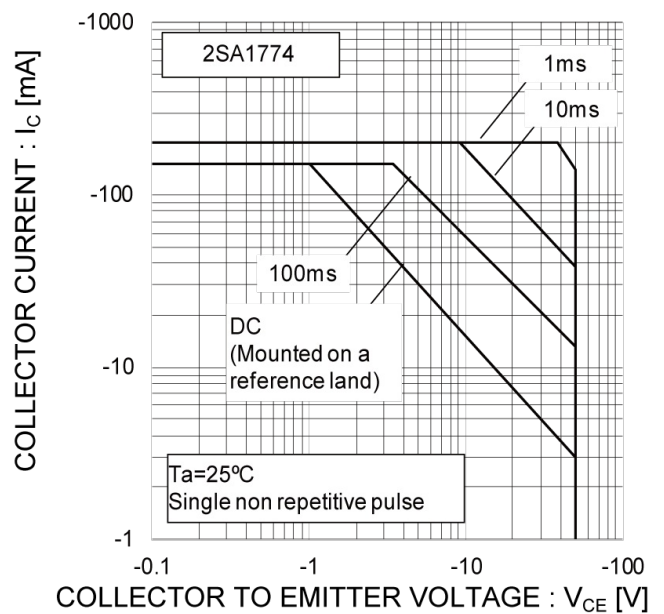 -1000
2SA1774
1ms
10ms
-100
100ms
DC
(Mounted on a
reference land)
-10
Ta=25ºC
Single non repetitive pulse
-1
-0.1
-1
-10
-100
COLLECTOR CURRENT : IC [mA]
COLLECTOR TO EMITTER VOLTAGE : VCE [V]